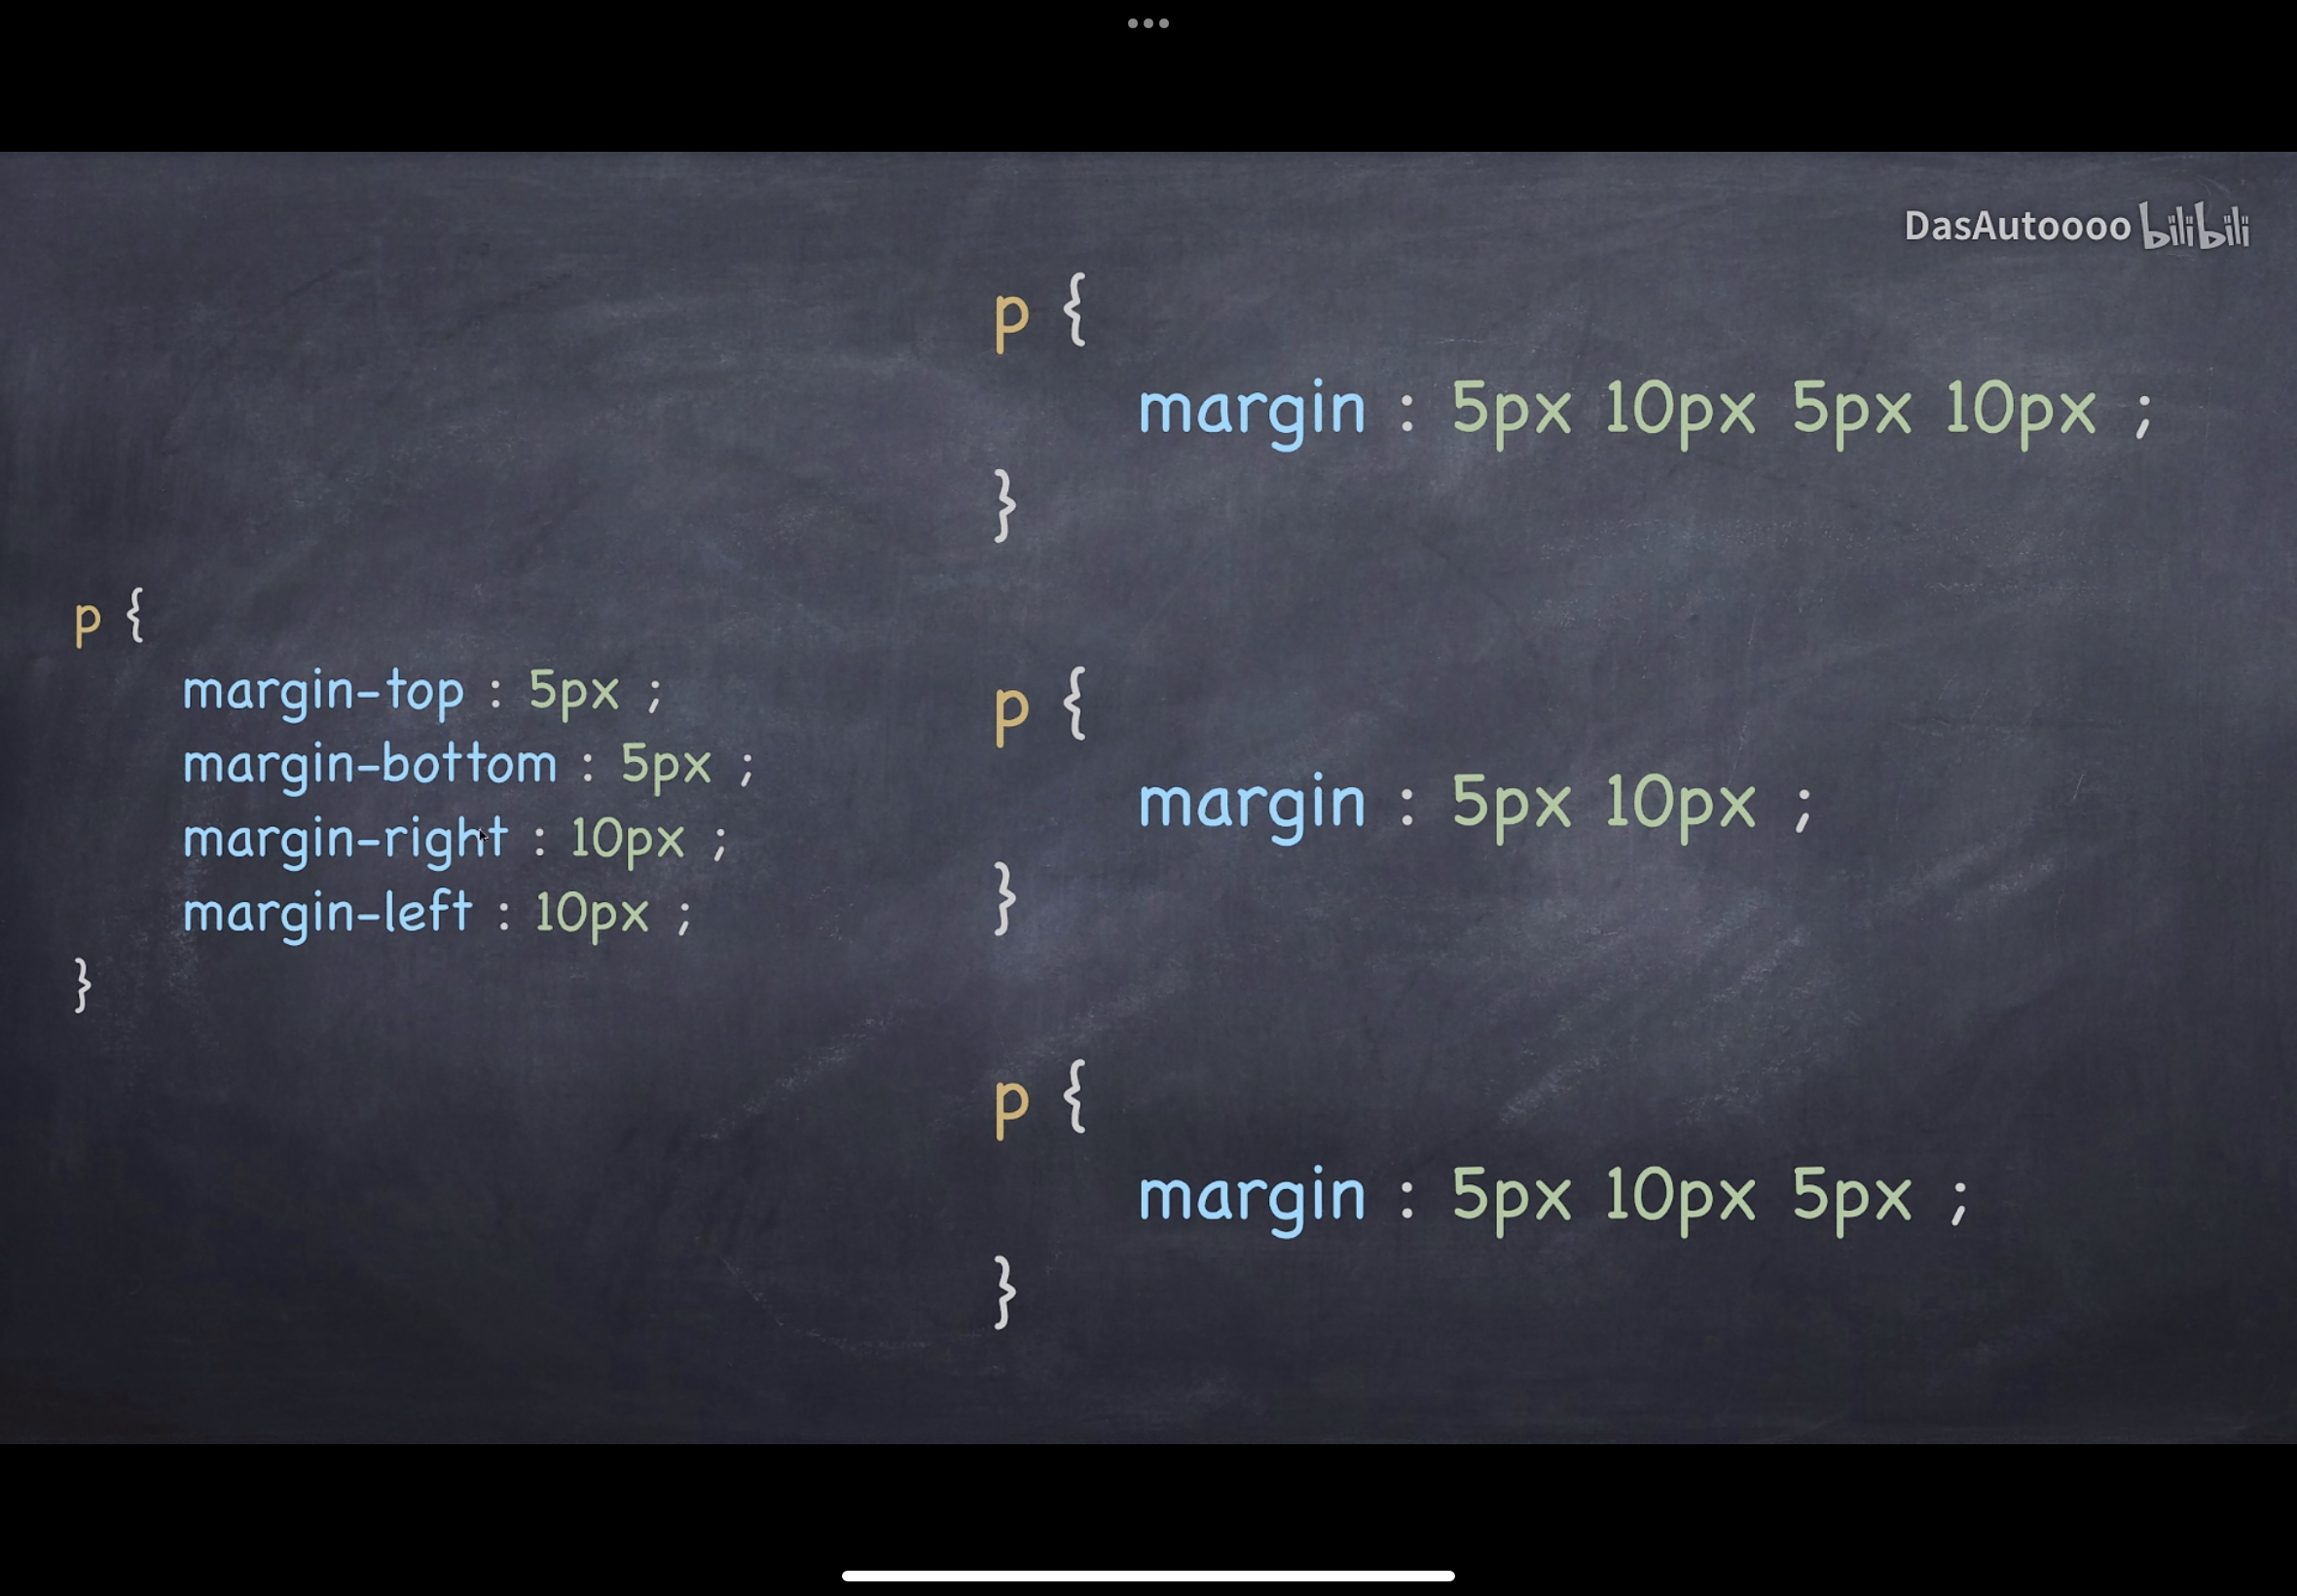 DasAutoooo bilibili
p {
margin-top : 5px ;
margin-bottom : 5px ;
margin-right : 10px ;
margin-left : 10px ;
}
p {
margin : 5px 10px 5px 10px ;
}
p {
margin : 5px 10px ;
}
p {
margin : 5px 10px 5px ;
}